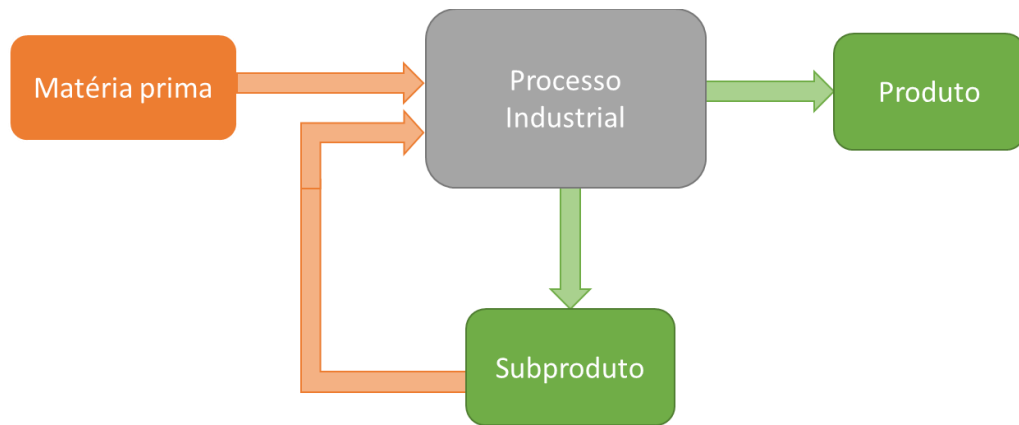 Matéria prima
Processo
Industrial
Produto
Subproduto